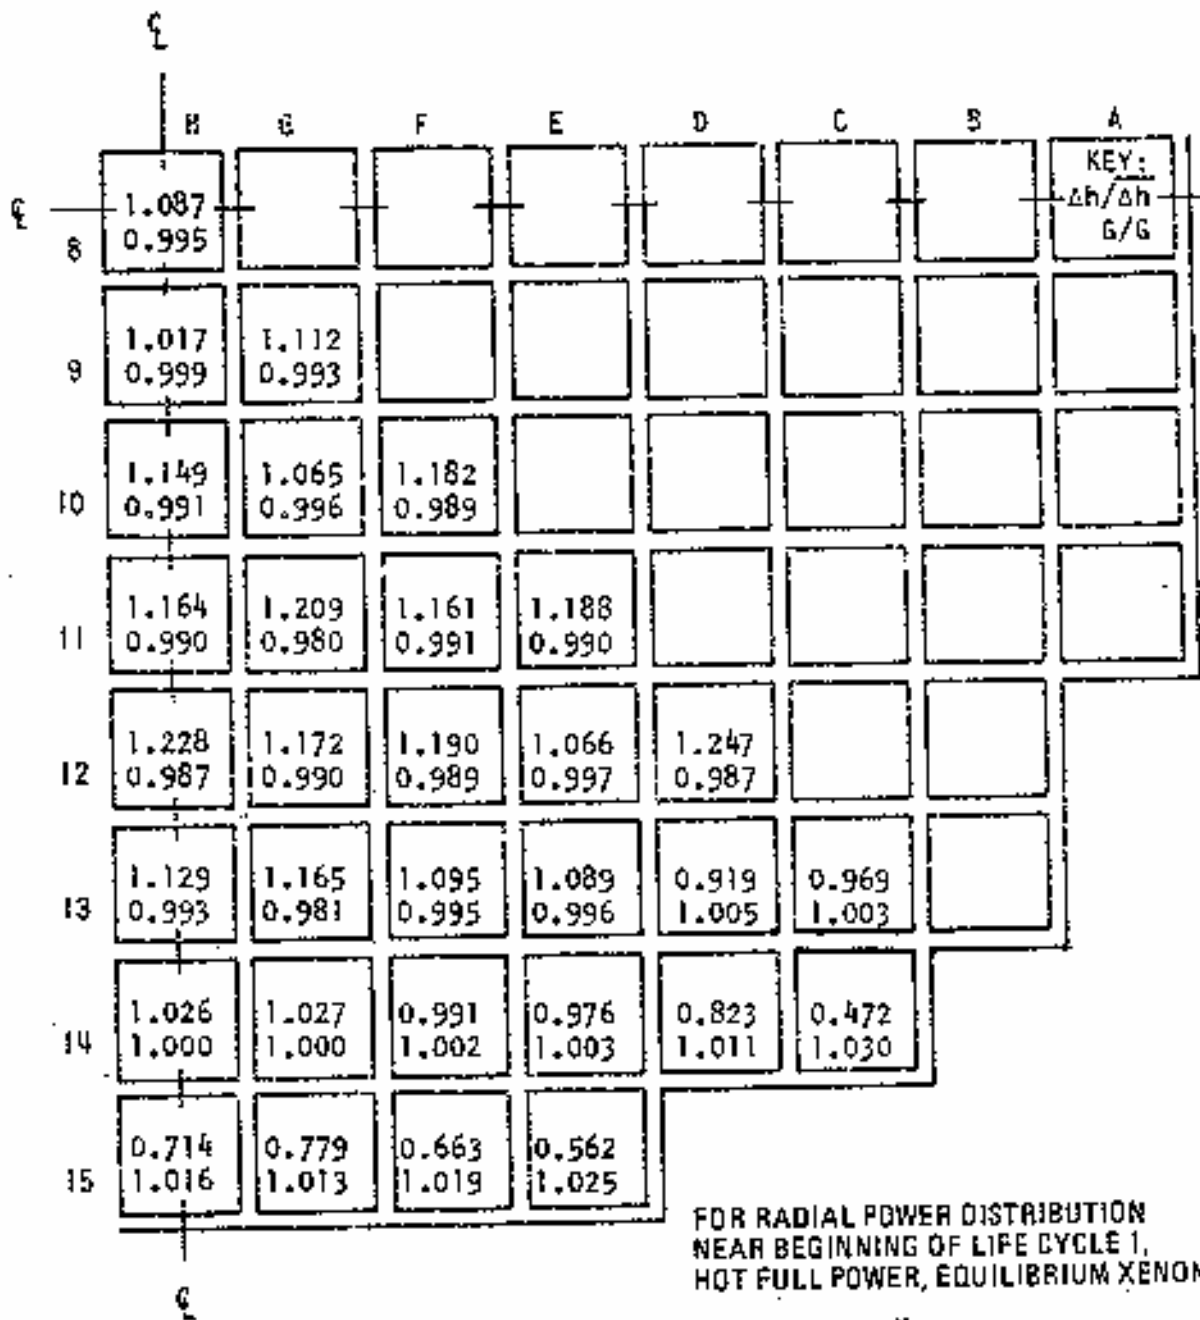 ℄
H G F E D C B A
KEY:
℄ 1.087 Δh/Δh
8 0.995 G/G
1.017 1.112
9 0.999 0.993
1.149 1.065 1.182
10 0.991 0.996 0.989
1.164 1.209 1.161 1.188
11 0.990 0.980 0.991 0.990
1.228 1.172 1.190 1.066 1.247
12 0.987 0.990 0.989 0.997 0.987
1.129 1.165 1.095 1.089 0.919 0.969
13 0.993 0.981 0.995 0.996 1.005 1.003
1.026 1.027 0.991 0.976 0.823 0.472
14 1.000 1.000 1.002 1.003 1.011 1.030
0.714 0.779 0.663 0.562
15 1.016 1.013 1.019 1.025
FOR RADIAL POWER DISTRIBUTION
NEAR BEGINNING OF LIFE CYCLE 1,
HOT FULL POWER, EQUILIBRIUM XENON
℄